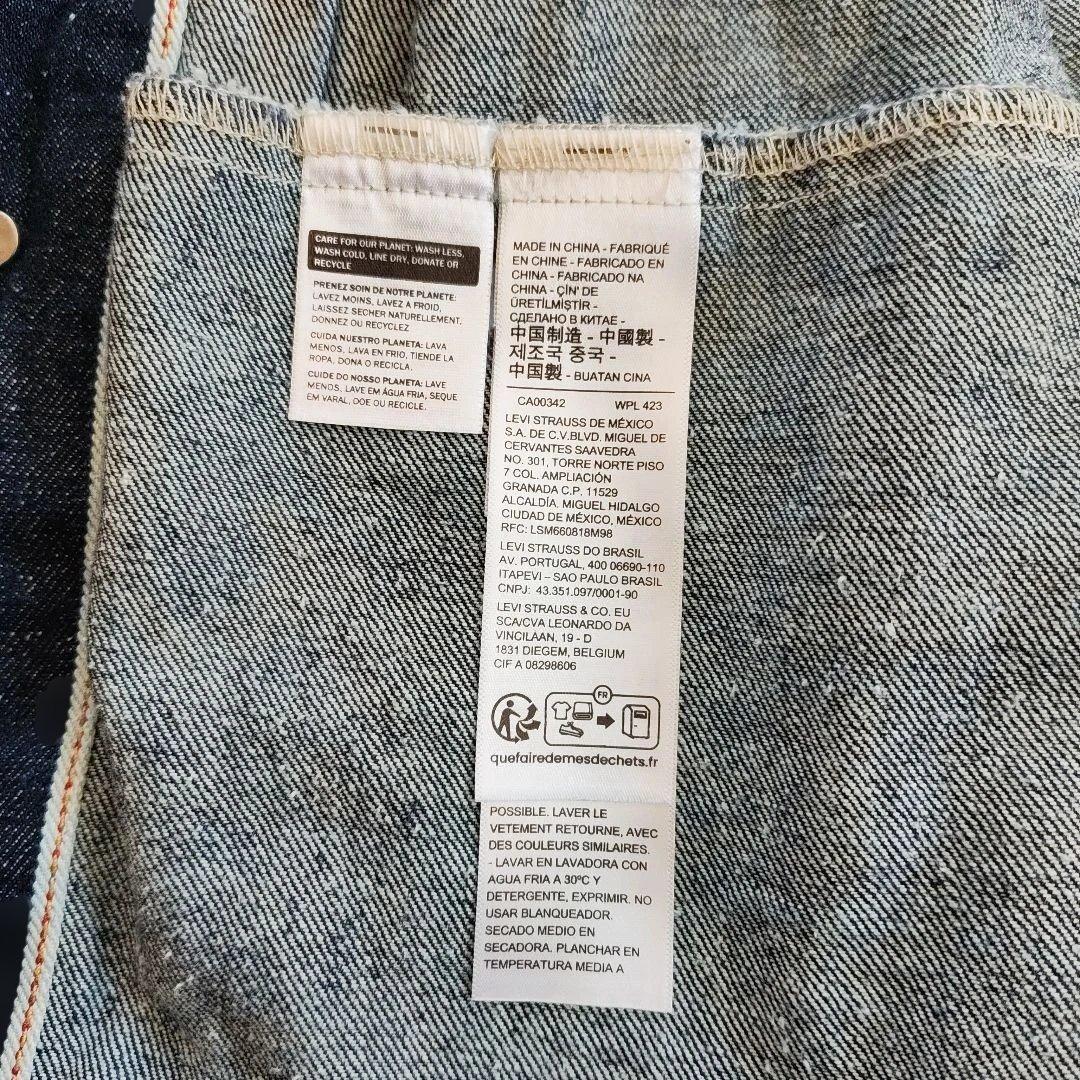 CARE FOR OUR PLANET: WASH LESS,
WASH COLD, LINE DRY, DONATE OR
RECYCLE
PRENEZ SOIN DE NOTRE PLANETE:
LAVEZ MOINS, LAVEZ A FROID,
LAISSEZ SECHER NATURELLEMENT,
DONNEZ OU RECYCLEZ
CUIDA NUESTRO PLANETA: LAVA
MENOS, LAVA EN FRIO, TIENDE LA
ROPA, DONA O RECICLA.
CUIDE DO NOSSO PLANETA: LAVE
MENOS, LAVE EM ÁGUA FRIA, SEQUE
EM VARAL, DOE OU RECICLE.
MADE IN CHINA - FABRIQUÉ
EN CHINE - FABRICADO EN
CHINA - FABRICADO NA
CHINA - ÇİN' DE
ÜRETİLMİŞTİR -
СДЕЛАНО В КИТАЕ -
中国制造 - 中國製 -
제조국 중국 -
中国製 - BUATAN CINA
CA00342 WPL 423
LEVI STRAUSS DE MÉXICO
S.A. DE C.V.BLVD. MIGUEL DE
CERVANTES SAAVEDRA
NO. 301, TORRE NORTE PISO
7 COL. AMPLIACIÓN
GRANADA C.P. 11529
ALCALDÍA. MIGUEL HIDALGO
CIUDAD DE MÉXICO, MÉXICO
RFC: LSM660818M98
LEVI STRAUSS DO BRASIL
AV. PORTUGAL, 400 06690-110
ITAPEVI – SAO PAULO BRASIL
CNPJ: 43.351.097/0001-90
LEVI STRAUSS & CO. EU
SCA/CVA LEONARDO DA
VINCILAAN, 19 - D
1831 DIEGEM, BELGIUM
CIF A 08298606
FR
quefairedemesdechets.fr
POSSIBLE. LAVER LE
VETEMENT RETOURNE, AVEC
DES COULEURS SIMILAIRES.
- LAVAR EN LAVADORA CON
AGUA FRIA A 30ºC Y
DETERGENTE, EXPRIMIR. NO
USAR BLANQUEADOR.
SECADO MEDIO EN
SECADORA. PLANCHAR EN
TEMPERATURA MEDIA A